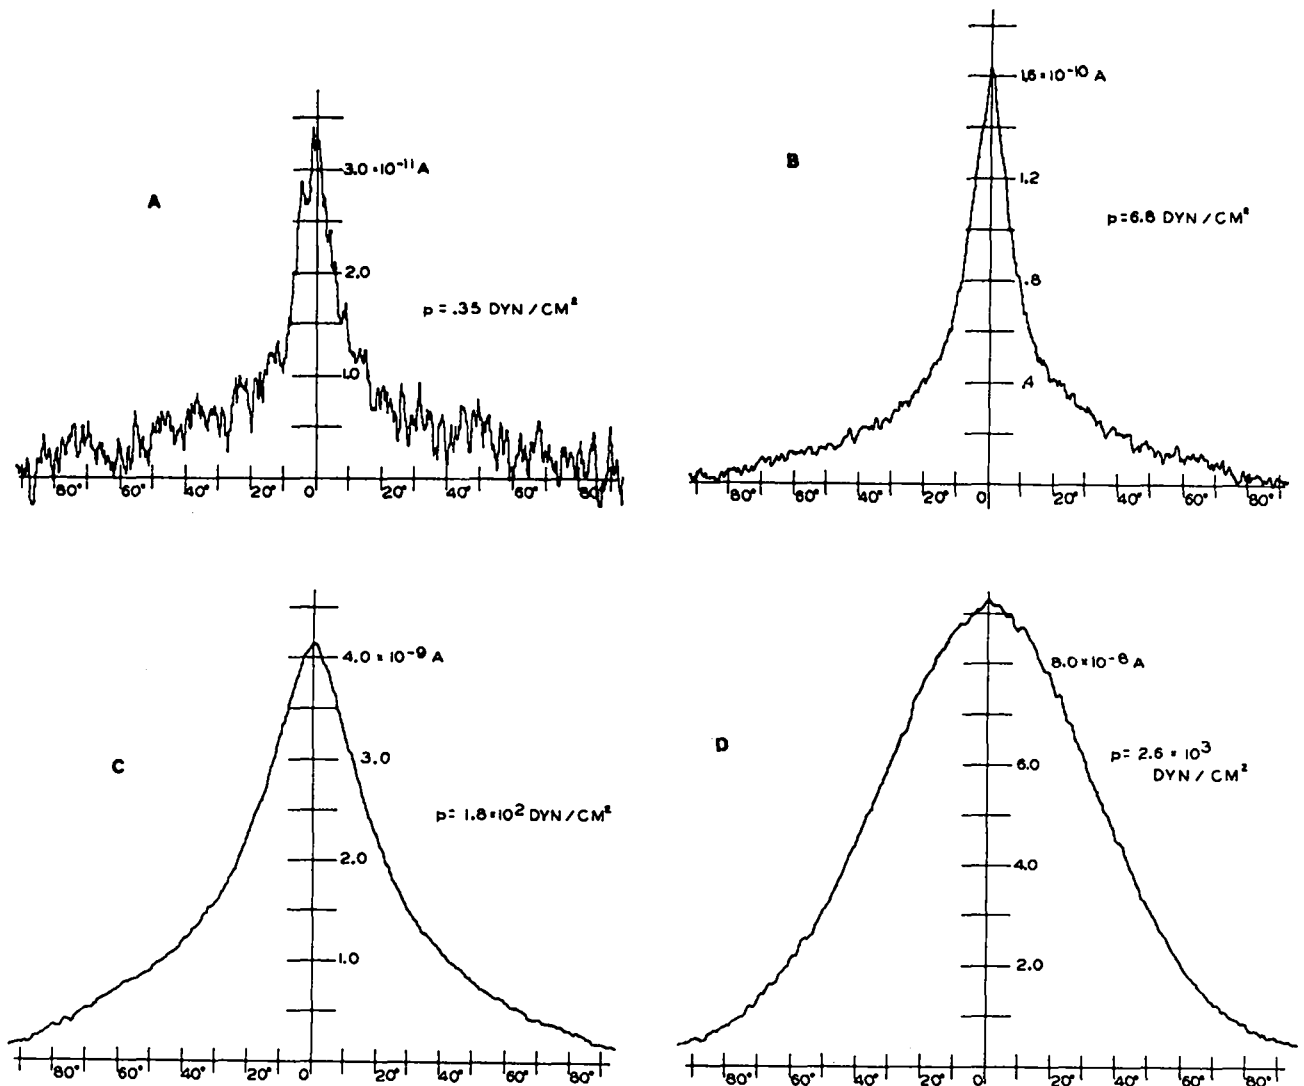 A
3.0 × 10⁻¹¹ A
2.0
1.0
p = .35 DYN / CM²
80° 60° 40° 20° 0 20° 40° 60° 80°
B
1.6 × 10⁻¹⁰ A
1.2
.8
.4
p = 6.8 DYN / CM²
80° 60° 40° 20° 0 20° 40° 60° 80°
C
4.0 × 10⁻⁹ A
3.0
2.0
1.0
p = 1.8 × 10² DYN / CM²
80° 60° 40° 20° 0° 20° 40° 60° 80°
D
8.0 × 10⁻⁸ A
6.0
4.0
2.0
p = 2.6 × 10³
DYN / CM²
80° 60° 40° 20° 0 20° 40° 60° 80°